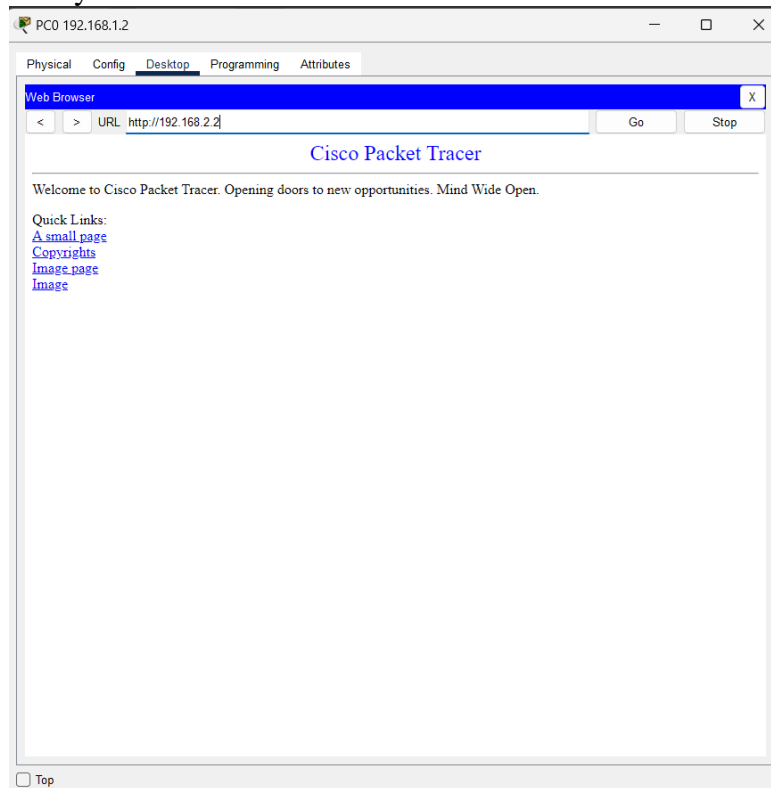 PC0 192.168.1.2
Physical Config Desktop Programming Attributes
Web Browser X
< > URL http://192.168.2.2 Go Stop
Cisco Packet Tracer
Welcome to Cisco Packet Tracer. Opening doors to new opportunities. Mind Wide Open.
Quick Links:
A small page
Copyrights
Image page
Image
Top